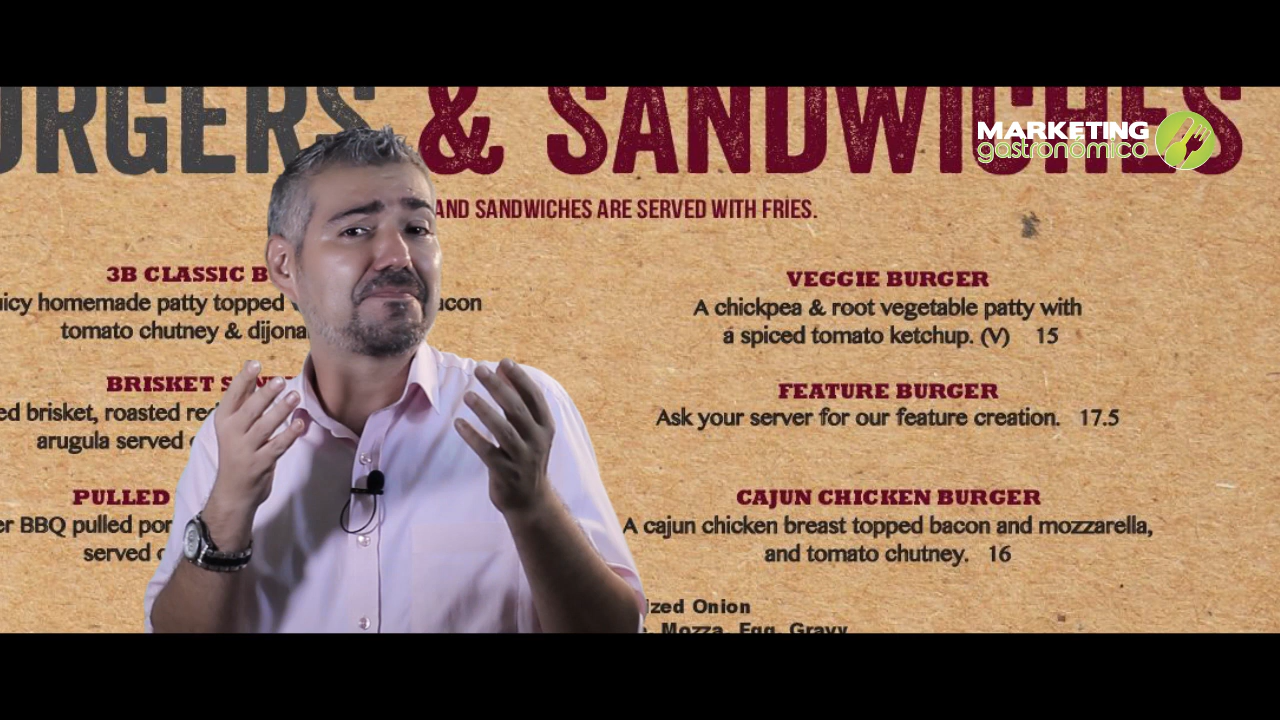 URGERS & SANDWICHES
MARKETING
gastronómico
AND SANDWICHES ARE SERVED WITH FRIES.
3B CLASSIC B
uicy homemade patty topped acon
tomato chutney & dijona
BRISKET S
ed brisket, roasted red
arugula served
PULLED
er BBQ pulled por
served
VEGGIE BURGER
A chickpea & root vegetable patty with
a spiced tomato ketchup. (V) 15
FEATURE BURGER
Ask your server for our feature creation. 17.5
CAJUN CHICKEN BURGER
A cajun chicken breast topped bacon and mozzarella,
and tomato chutney. 16
ized Onion
Mozza, Egg, Gravy